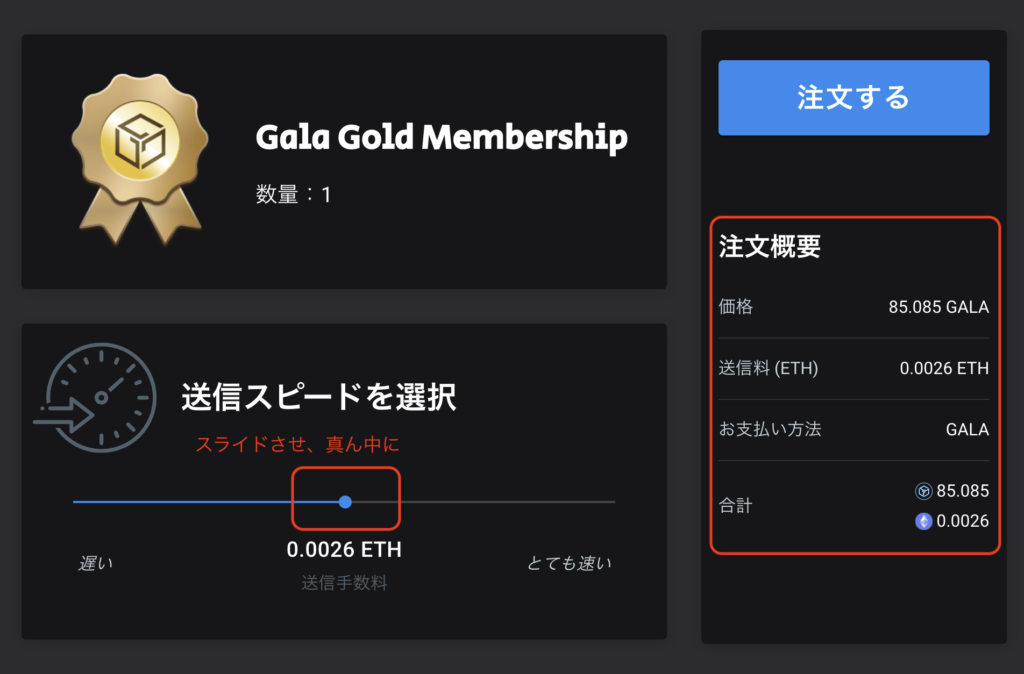 Gala Gold Membership
数量：1
送信スピードを選択
スライドさせ、真ん中に
0.0026 ETH
送信手数料
遅い
とても速い
注文する
注文概要
価格 85.085 GALA
送信料 (ETH) 0.0026 ETH
お支払い方法 GALA
合計 85.085
0.0026